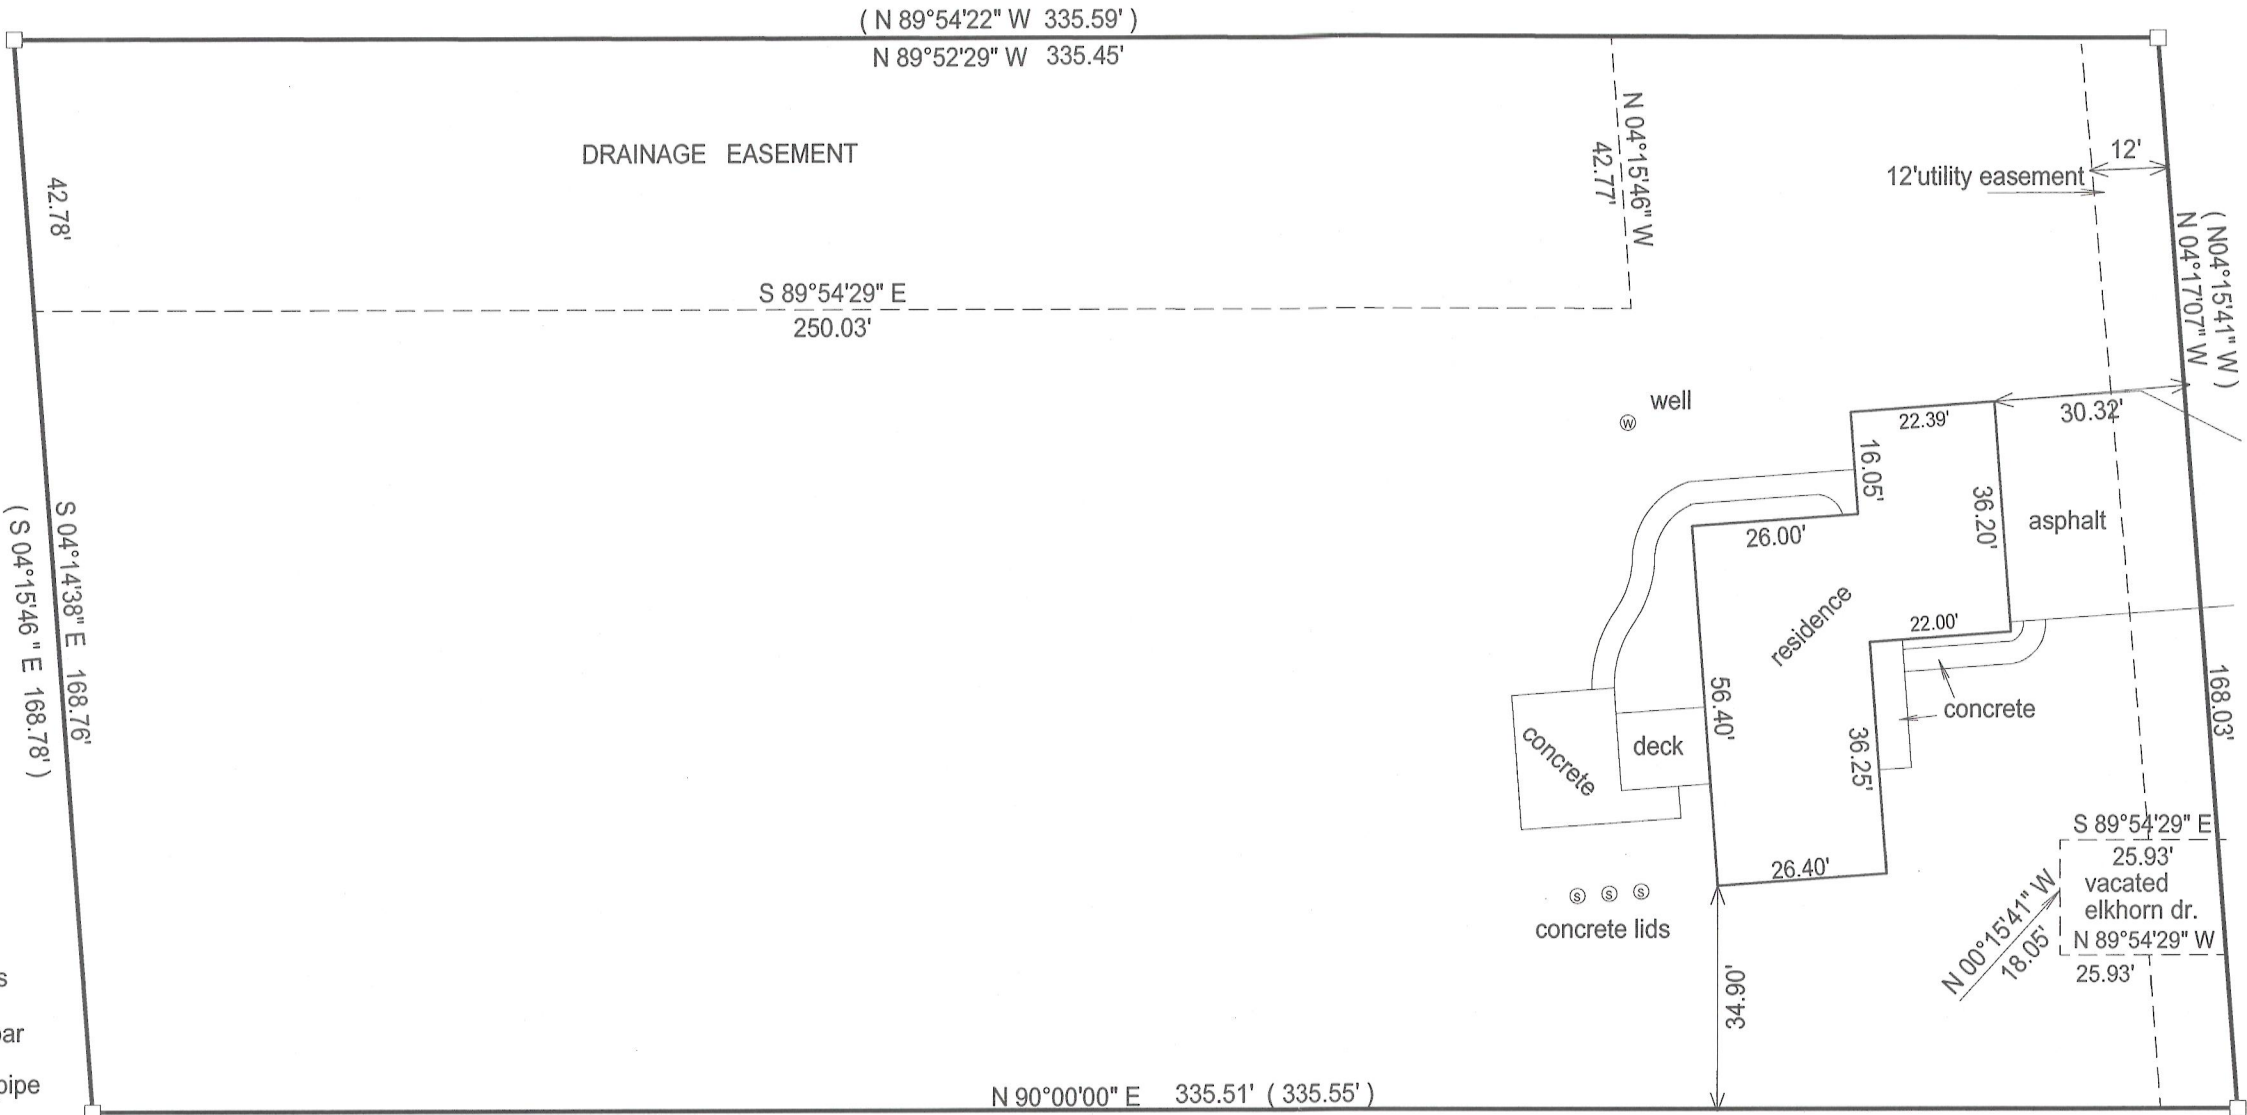 ( N 89°54'22" W 335.59' )
N 89°52'29" W 335.45'
DRAINAGE EASEMENT
42.78'
N 04°15'46" W
42.77'
12'
12'utility easement
( N04°15'41" W )
N 04°17'07" W
S 89°54'29" E
250.03'
well
W
22.39'
30.32'
16.05'
36.20'
asphalt
26.00'
residence
22.00'
S 04°14'38" E 168.76'
( S 04°15'46 " E 168.78' )
56.40'
concrete
deck
concrete
36.25'
168.03'
26.40'
S 89°54'29" E
25.93'
vacated
elkhorn dr.
N 89°54'29" W
25.93'
N 00°15'41" W
18.05'
S S S
concrete lids
34.90'
s
bar
pipe
N 90°00'00" E 335.51' ( 335.55' )